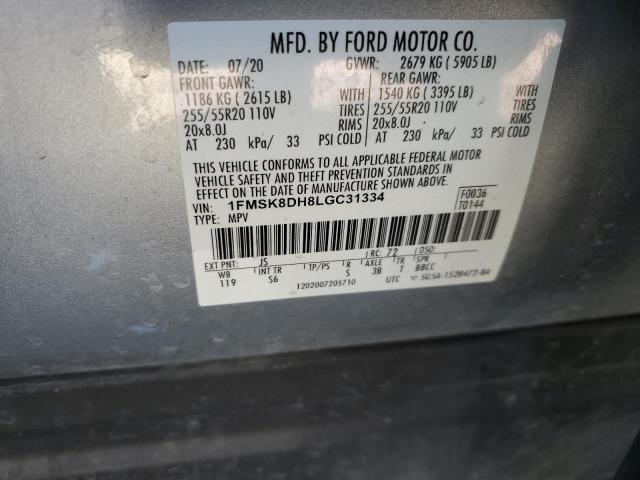 MFD. BY FORD MOTOR CO.
DATE: 07/20 GVWR: 2679 KG ( 5905 LB)
FRONT GAWR: REAR GAWR:
1186 KG ( 2615 LB) WITH 1540 KG ( 3395 LB) WITH
255/55R20 110V TIRES 255/55R20 110V TIRES
20x8.0J RIMS 20x8.0J RIMS
AT 230 kPa/ 33 PSI COLD AT 230 kPa/ 33 PSI COLD
THIS VEHICLE CONFORMS TO ALL APPLICABLE FEDERAL MOTOR
VEHICLE SAFETY AND THEFT PREVENTION STANDARDS IN
EFFECT ON THE DATE OF MANUFACTURE SHOWN ABOVE.
VIN: 1FMSK8DH8LGC31334 F0036
TYPE: MPV T0144
EXT PNT: JS RC: 72 DSO:
WB INT TR TP/PS R AXLE TR SPR
119 S6 S 3B T BBCC
1202007205710 UTC 5U5A-1520472-AA